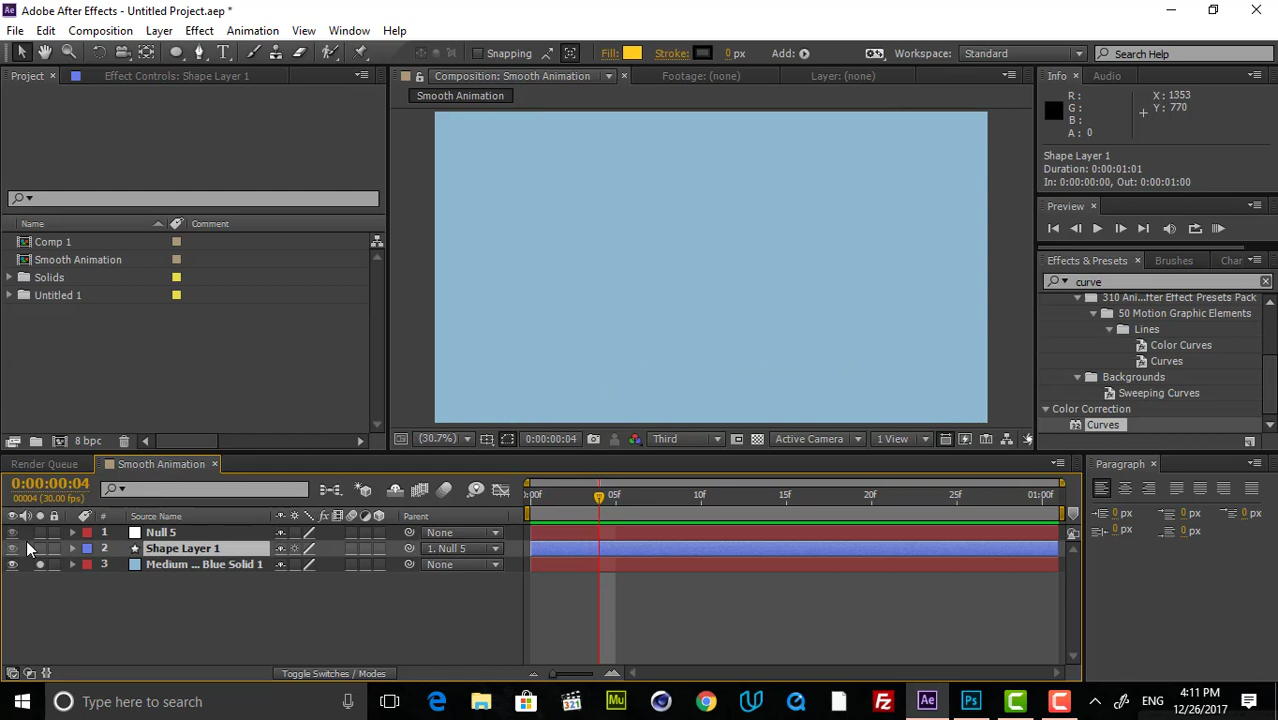 Adobe After Effects - Untitled Project.aep *
File Edit Composition Layer Effect Animation View Window Help
Snapping Fill: Stroke: 0 px Add: Workspace: Standard Search Help
Project Effect Controls: Shape Layer 1 Composition: Smooth Animation Footage: (none) Layer: (none) Info Audio
Smooth Animation
R: X: 1353
G: Y: 770
B:
A: 0
Shape Layer 1
Duration: 0:00:01:01
In: 0:00:00:00, Out: 0:00:01:00
Preview
Name Comment
Comp 1
Smooth Animation
Solids
Untitled 1
Effects & Presets Brushes Char
curve
310 Ani...tter Effect Presets Pack
50 Motion Graphic Elements
Lines
Color Curves
Curves
Backgrounds
Sweeping Curves
Color Correction
Curves
8 bpc (30.7%) 0:00:00:04 Third Active Camera 1 View
Render Queue Smooth Animation Paragraph
0:00:00:04
00004 (30.00 fps)
:00f 05f 10f 15f 20f 25f 01:00f
# Source Name fx Parent
1 Null 5 None
2 Shape Layer 1 1. Null 5
3 Medium ... Blue Solid 1 None
0 px 0 px 0 px
0 px 0 px
Toggle Switches / Modes
Type here to search ENG 4:11 PM
12/26/2017